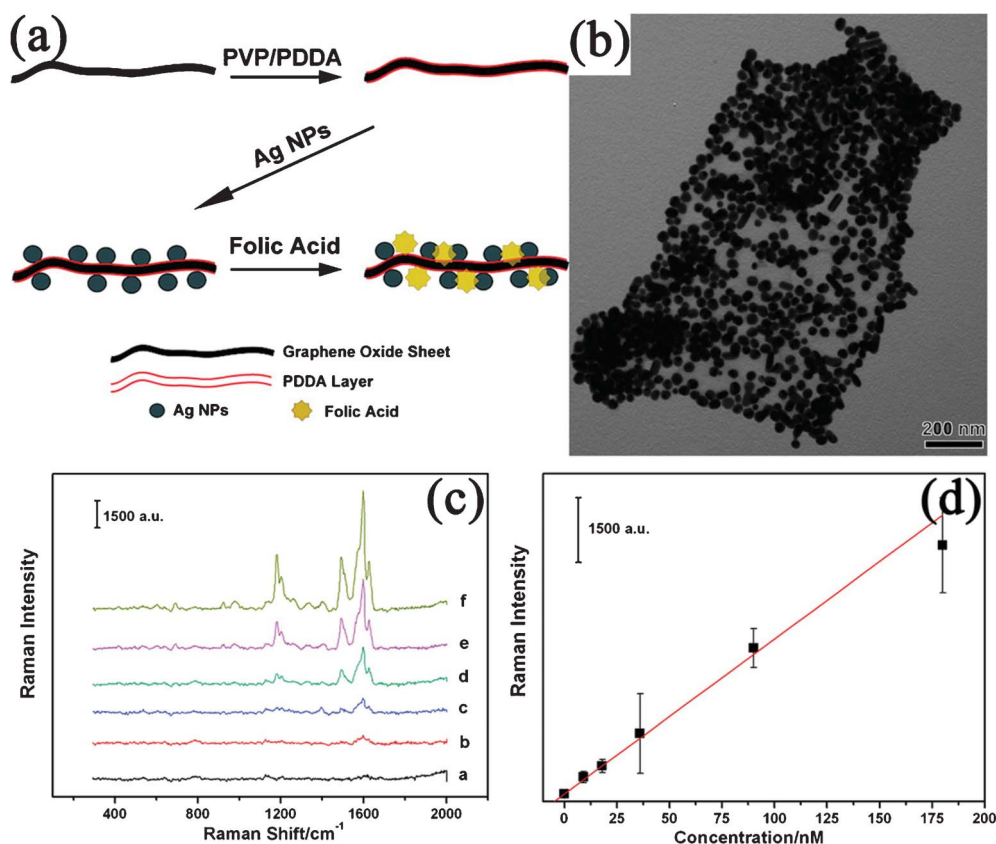 (a)
PVP/PDDA
Ag NPs
Folic Acid
Graphene Oxide Sheet
PDDA Layer
Ag NPs
Folic Acid
(b)
200 nm
(c)
1500 a.u.
Raman Intensity
f
e
d
c
b
a
400
800
1200
1600
2000
Raman Shift/cm-1
(d)
1500 a.u.
Raman Intensity
0
25
50
75
100
125
150
175
200
Concentration/nM